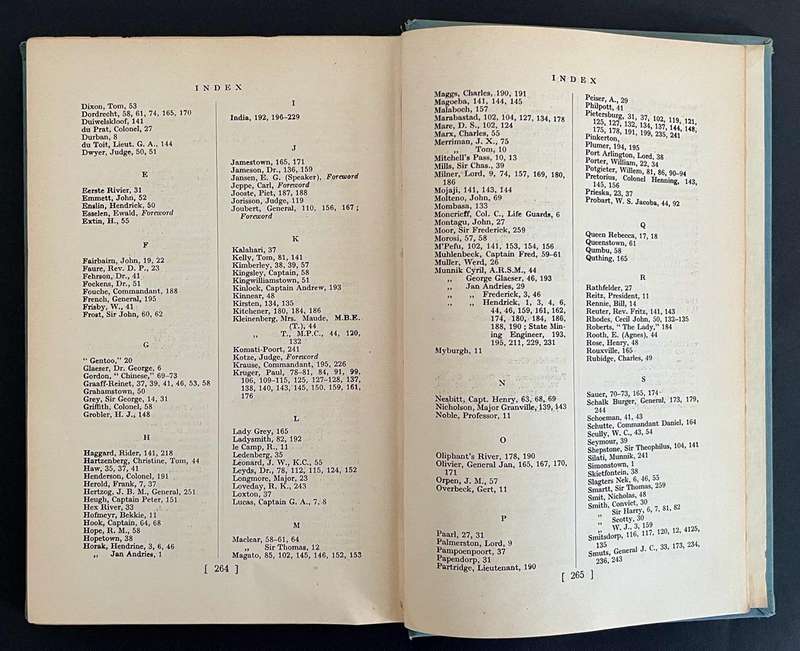 INDEX
Dixon, Tom, 53
Dordrecht, 58, 61, 74, 165, 170
Duiwelskloof, 141
du Prat, Colonel, 27
Durban, 8
du Toit, Lieut. G. A., 144
Dwyer, Judge, 50, 51
E
Eerste Rivier, 31
Emmett, John, 52
Enslin, Hendrick, 50
Esselen, Ewald, Foreword
Extin, H., 55
F
Fairbairn, John, 19, 22
Faure, Rev. D. P., 23
Fehrson, Dr., 41
Fockens, Dr., 51
Fouche, Commandant, 188
French, General, 195
Frisby, W., 41
Frost, Sir John, 60, 62
G
" Gentoo," 20
Glaeser, Dr. George, 6
Gordon, " Chinese," 69-73
Graaff-Reinet, 37, 39, 41, 46, 53, 58
Grahamstown, 50
Grey, Sir George, 14, 31
Griffith, Colonel, 58
Grobler, H. J., 148
H
Haggard, Rider, 141, 218
Hartzenberg, Christine, Tom, 44
Haw, 35, 37, 41
Henderson, Colonel, 191
Herold, Frank, 7, 37
Hertzog, J. B. M., General, 251
Heugh, Captain Peter, 151
Hex River, 33
Hofmeyr, Bekkie, 11
Hook, Captain, 64, 68
Hope, R. M., 58
Hopetown, 38
Horak, Hendrine, 3, 6, 46
,, Jan Andries, 1
I
India, 192, 196-229
J
Jamestown, 165, 171
Jameson, Dr., 136, 159
Jansen, E. G. (Speaker), Foreword
Jeppe, Carl, Foreword
Jooste, Piet, 187, 188
Jorisson, Judge, 119
Joubert, General, 110, 156, 167 ;
Foreword
K
Kalahari, 37
Kelly, Tom, 81, 141
Kimberley, 38, 39, 57
Kingsley, Captain, 58
Kingwilliamstown, 51
Kinlock, Captain Andrew, 193
Kinnear, 48
Kirsten, 134, 135
Kitchener, 180, 184, 186
Kleinenberg, Mrs. Maude, M.B.E.
(T.), 44
,, T., M.P.C., 44, 120,
132
Komati-Poort, 241
Kotze, Judge, Foreword
Krause, Commandant, 195, 226
Kruger, Paul, 78-81, 84, 91, 99,
106, 109-115, 125, 127-128, 137,
138, 140, 143, 145, 150, 159, 161,
176
L
Lady Grey, 165
Ladysmith, 82, 192
le Camp, R., 11
Ledenberg, 35
Leonard, J. W., K.C., 55
Leyds, Dr., 78, 112, 115, 124, 152
Longmore, Major, 23
Loveday, R. K., 243
Loxton, 37
Lucas, Captain G. A., 7, 8
M
Maclear, 58-61, 64
,, Sir Thomas, 12
Magato, 85, 102, 145, 146, 152, 153
[ 264 ]
INDEX
Maggs, Charles, 190, 191
Magoeba, 141, 144, 145
Malaboch, 157
Marabastad, 102, 104, 127, 134, 178
Mare, D. S., 102, 124
Marx, Charles, 55
Merriman, J. X., 75
,, Tom, 10
Mitchell's Pass, 10, 13
Mills, Sir Chas., 39
Milner, Lord, 9, 74, 157, 169, 180,
186
Mojaji, 141, 143, 144
Molteno, John, 69
Mombasa, 133
Moncrieff, Col. C., Life Guards, 6
Montagu, John, 27
Moor, Sir Frederick, 259
Morosi, 57, 58
M'Pefu, 102, 141, 153, 154, 156
Muhlenbeck, Captain Fred, 59-61
Muller, Werd, 26
Munnik Cyril, A.R.S.M., 44
,, George Glaeser, 46, 193
,, Jan Andries, 29
,, ,, Frederick, 3, 46
,, ,, Hendrick, 1, 3, 4, 6,
44, 46, 159, 161, 162,
174, 180, 184, 186,
188, 190 ; State Min-
ing Engineer, 193,
195, 211, 229, 231
Myburgh, 11
N
Nesbitt, Capt. Henry, 63, 68, 69
Nicholson, Major Granville, 139, 143
Noble, Professor, 11
O
Oliphant's River, 178, 190
Olivier, General Jan, 165, 167, 170,
171
Orpen, J. M., 57
Overbeck, Gert, 11
P
Paarl, 27, 31
Palmerston, Lord, 9
Pampoenpoort, 37
Papendorp, 31
Partridge, Lieutenant, 190
Peiser, A., 29
Philpott, 41
Pietersburg, 31, 37, 102, 119, 121,
125, 127, 132, 134, 137, 144, 148,
175, 178, 191, 199, 235, 241
Pinkerton,
Plumer, 194, 195
Port Arlington, Lord, 38
Porter, William, 22, 34
Potgieter, Willem, 81, 86, 90-94
Pretorius, Colonel Henning, 143,
145, 156
Prieska, 23, 37
Probart, W. S. Jacoba, 44, 92
Q
Queen Rebecca, 17, 18
Queenstown, 61
Qumbu, 58
Quthing, 165
R
Rathfelder, 27
Reitz, President, 11
Rennie, Bill, 14
Reuter, Rev. Fritz, 141, 143
Rhodes, Cecil John, 50, 132-135
Roberts, " The Lady," 184
Rooth, E. (Agnes), 44
Rose, Henry, 48
Rouxville, 165
Rubidge, Charles, 49
S
Sauer, 70-73, 165, 174
Schalk Burger, General, 173, 179,
244
Schoeman, 41, 43
Schutte, Commandant Daniel, 164
Scully, W. C., 43, 54
Seymour, 39
Shepstone, Sir Theophilus, 104, 141
Silati, Munnik, 241
Simonstown, 1
Skietfontein, 38
Slagters Nek, 6, 46, 53
Smartt, Sir Thomas, 259
Smit, Nicholas, 48
Smith, Convict, 30
,, Sir Harry, 6, 7, 81, 82
,, Scotty, 30
,, W. J., 3, 159
Smitsdorp, 116, 117, 120, 12, 4125,
135
Smuts, General J. C., 33, 173, 234,
236, 243
[ 265 ]